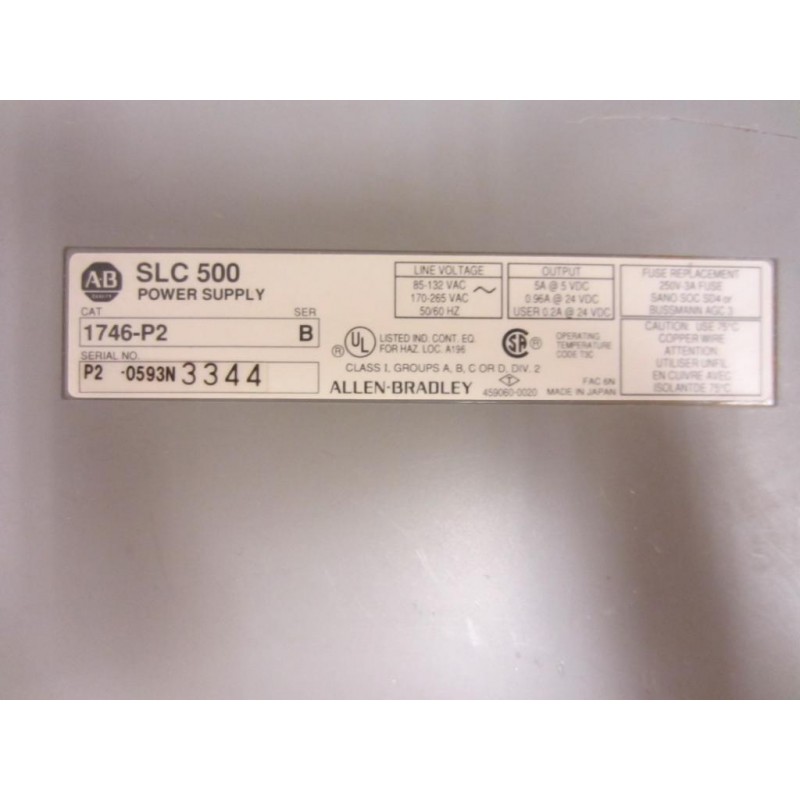 A-B
QUALITY
SLC 500
POWER SUPPLY
CAT SER
1746-P2 B
SERIAL NO.
P2 -0593N 3344
LINE VOLTAGE
85-132 VAC
170-265 VAC
50/60 HZ
OUTPUT
5A @ 5 VDC
0.96A @ 24 VDC
USER 0.2A @ 24 VDC
FUSE REPLACEMENT
250V-3A FUSE
SANO SOC SD4 or
BUSSMANN AGC 3
® UL LISTED IND. CONT. EQ.
FOR HAZ. LOC. A196
SA ® OPERATING
TEMPERATURE
CODE T3C
CLASS I, GROUPS A, B, C OR D, DIV. 2
ALLEN-BRADLEY
459060-0020
FAC 6N
MADE IN JAPAN
CAUTION: USE 75°C
COPPER WIRE
ATTENTION:
UTILISER UNFIL
EN CUIVRE AVEC
ISOLANTDE 75°C